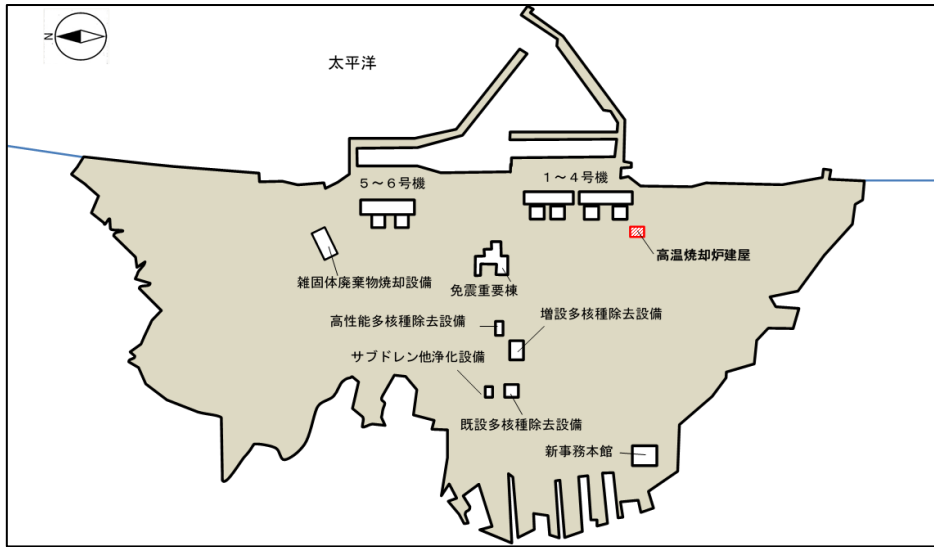 N
太平洋
5～6号機
1～4号機
高温焼却炉建屋
雑固体廃棄物焼却設備
免震重要棟
高性能多核種除去設備
増設多核種除去設備
サブドレン他浄化設備
既設多核種除去設備
新事務本館